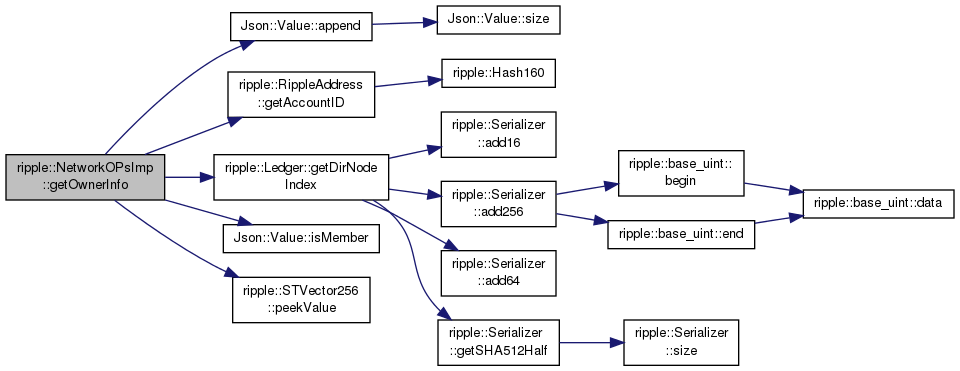 ripple::NetworkOPsImp
::getOwnerInfo
Json::Value::append
Json::Value::size
ripple::RippleAddress
::getAccountID
ripple::Hash160
ripple::Ledger::getDirNode
Index
ripple::Serializer
::add16
ripple::Serializer
::add256
ripple::base_uint::
begin
ripple::base_uint::end
ripple::base_uint::data
ripple::Serializer
::add64
ripple::Serializer
::getSHA512Half
ripple::Serializer
::size
Json::Value::isMember
ripple::STVector256
::peekValue